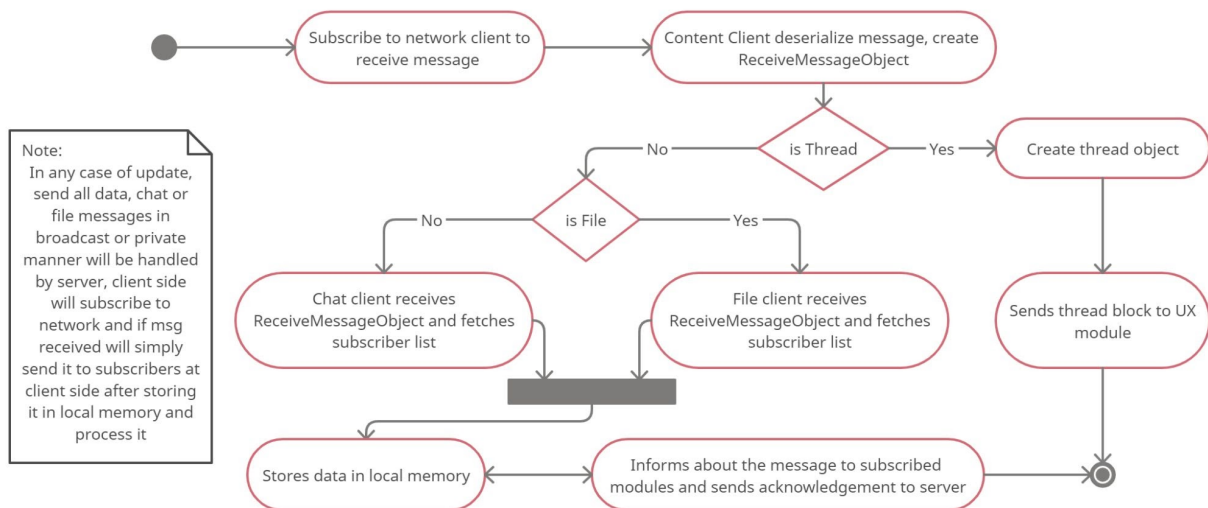 Subscribe to network client to
receive message
Content Client deserialize message, create
ReceiveMessageObject
is Thread
No
Yes
Create thread object
Note:
In any case of update,
send all data, chat or
file messages in
broadcast or private
manner will be handled
by server, client side
will subscribe to
network and if msg
received will simply
send it to subscribers at
client side after storing
it in local memory and
process it
is File
No
Yes
Chat client receives
ReceiveMessageObject and fetches
subscriber list
File client receives
ReceiveMessageObject and fetches
subscriber list
Sends thread block to UX
module
Stores data in local memory
Informs about the message to subscribed
modules and sends acknowledgement to server